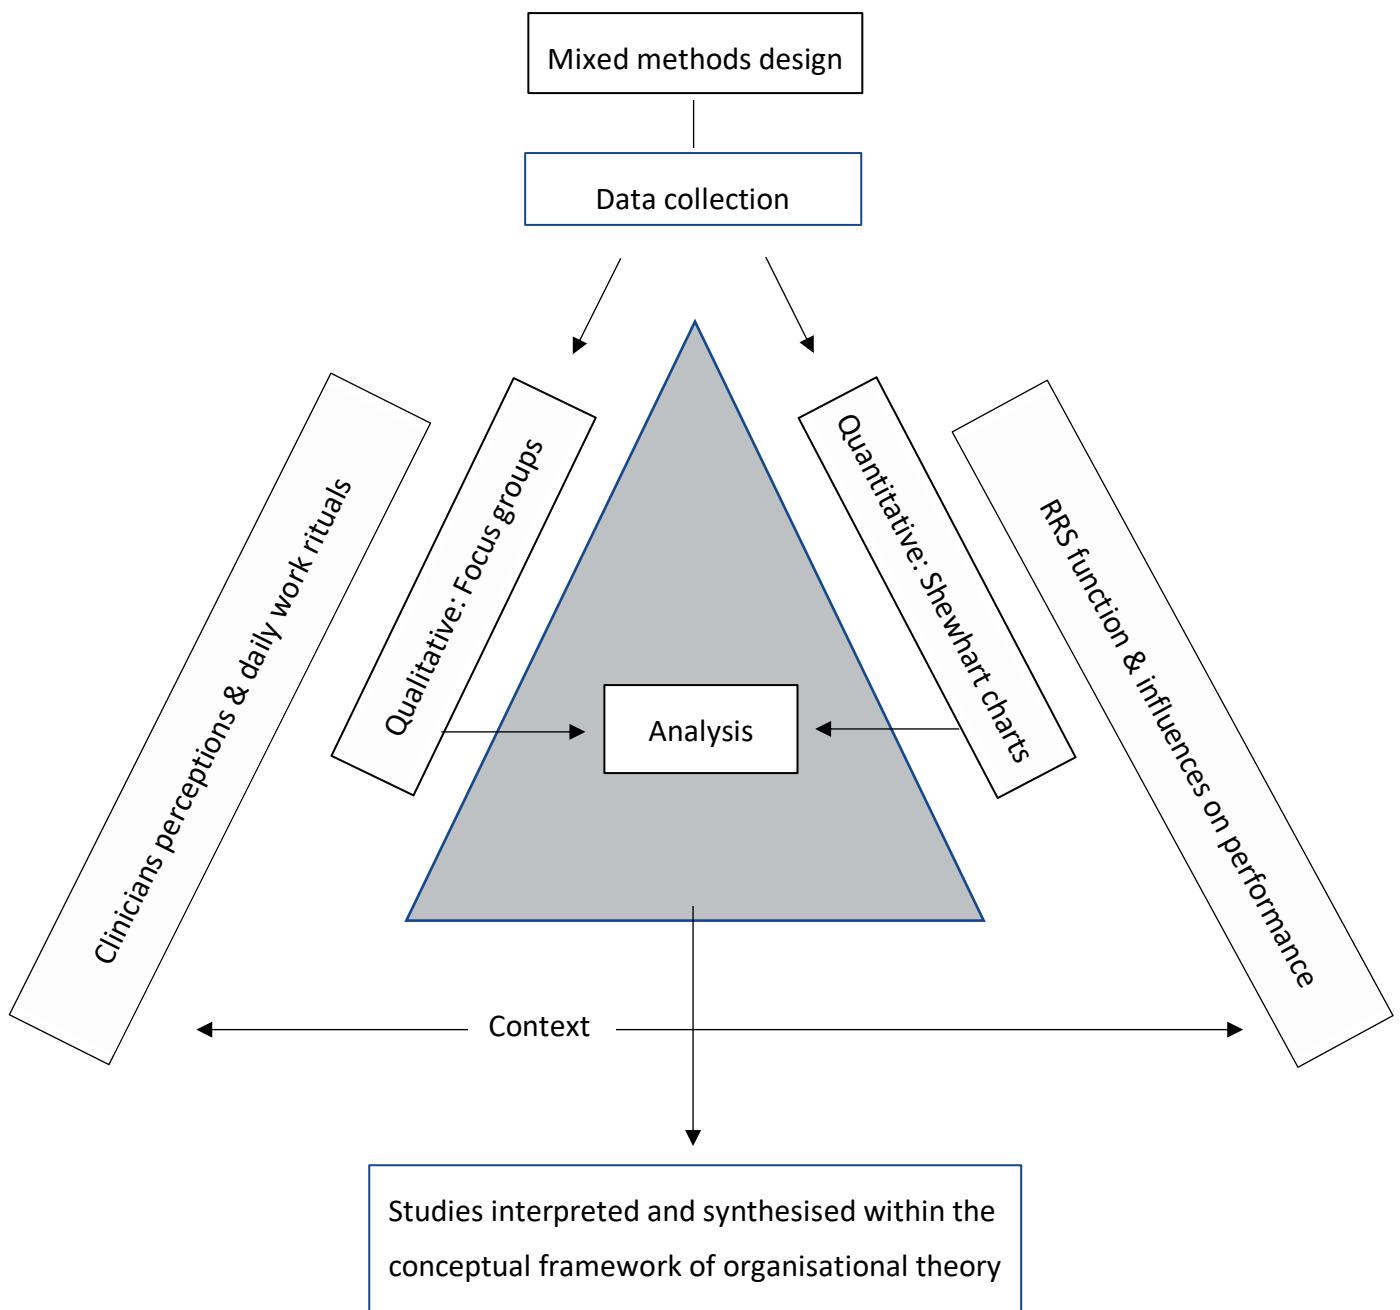 Mixed methods design
Data collection
Clinicians perceptions & daily work rituals
Qualitative: Focus groups
Quantitative: Shewhart charts
RRS function & influences on performance
Analysis
Context
Studies interpreted and synthesised within the
conceptual framework of organisational theory